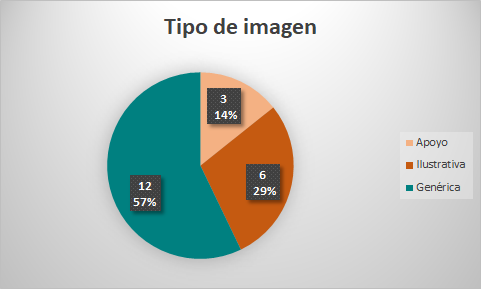 Tipo de imagen
3
14%
6
29%
12
57%
Apoyo
Ilustrativa
Genérica